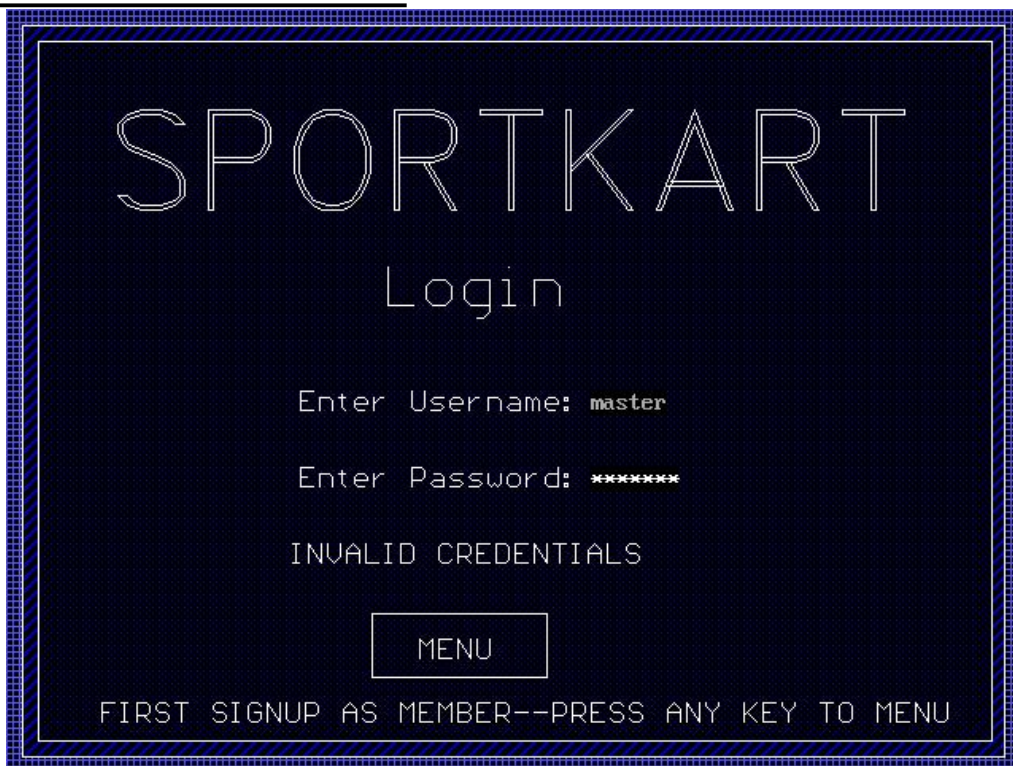 SPORTKART
Login
Enter Username: master
Enter Password: *******
INVALID CREDENTIALS
MENU
FIRST SIGNUP AS MEMBER--PRESS ANY KEY TO MENU